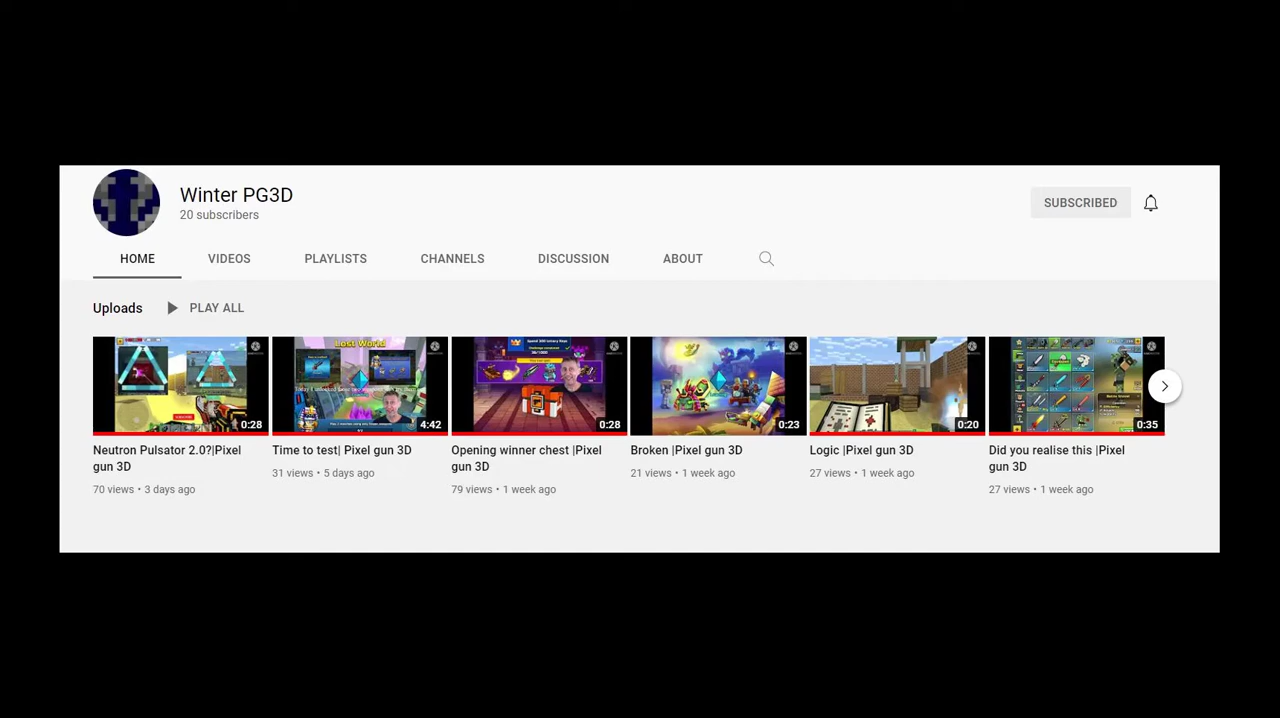 Winter PG3D
20 subscribers
SUBSCRIBED
HOME
VIDEOS
PLAYLISTS
CHANNELS
DISCUSSION
ABOUT
Uploads
PLAY ALL
Lost World
0:28
4:42
0:28
0:23
0:20
0:35
Neutron Pulsator 2.0?|Pixel
gun 3D
70 views • 3 days ago
Time to test| Pixel gun 3D
31 views • 5 days ago
Opening winner chest |Pixel
gun 3D
79 views • 1 week ago
Broken |Pixel gun 3D
21 views • 1 week ago
Logic |Pixel gun 3D
27 views • 1 week ago
Did you realise this |Pixel
gun 3D
27 views • 1 week ago